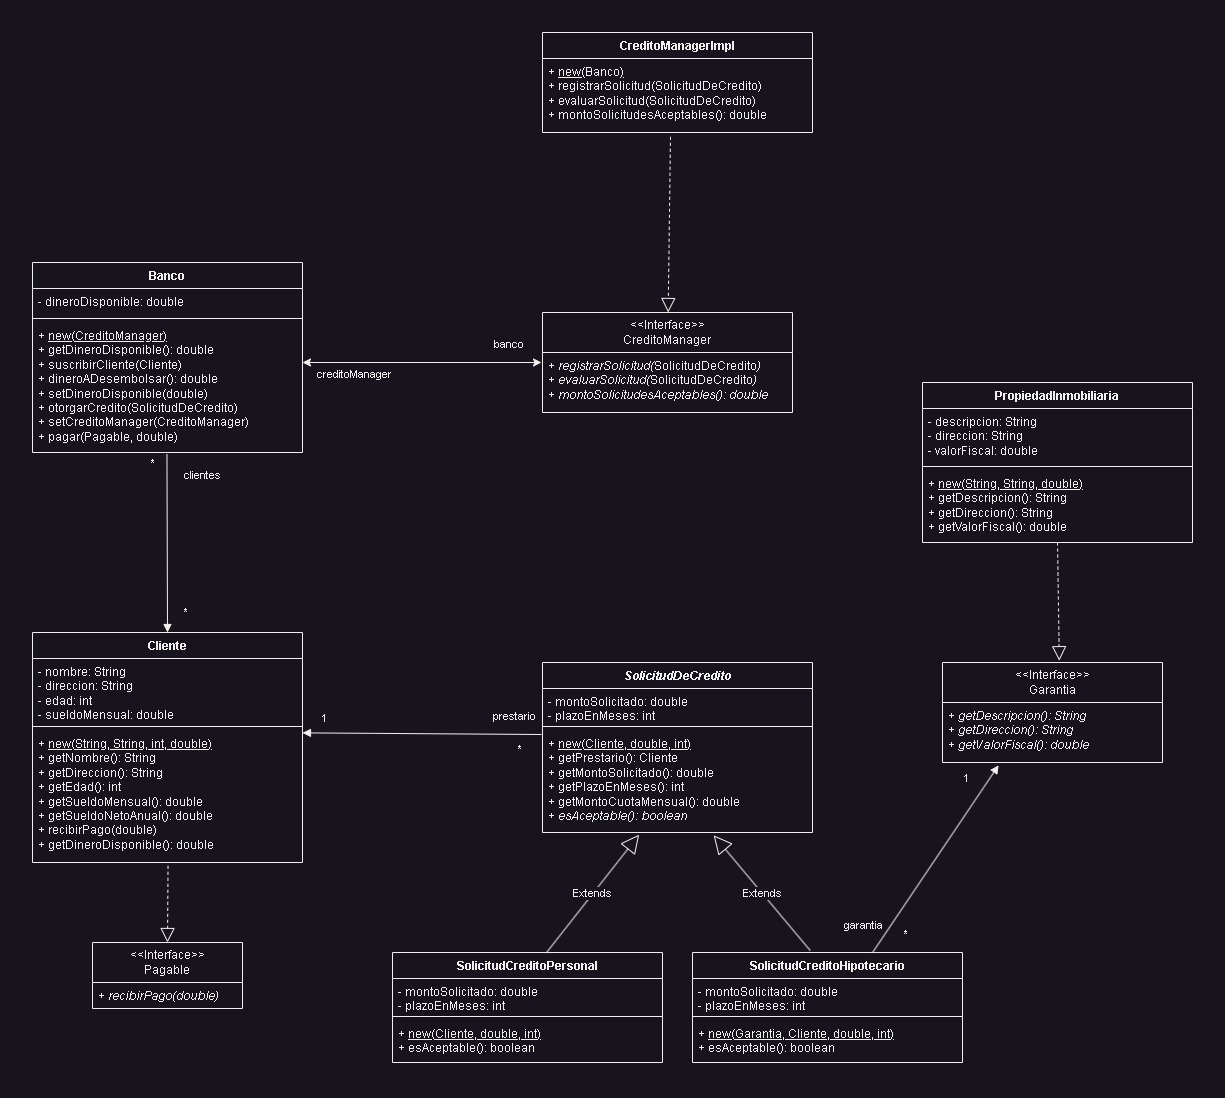 CreditoManagerImpl
+ new(Banco)
+ registrarSolicitud(SolicitudDeCredito)
+ evaluarSolicitud(SolicitudDeCredito)
+ montoSolicitudesAceptables(): double
Banco
- dineroDisponible: double
+ new(CreditoManager)
+ getDineroDisponible(): double
+ suscribirCliente(Cliente)
+ dineroADesembolsar(): double
+ setDineroDisponible(double)
+ otorgarCredito(SolicitudDeCredito)
+ setCreditoManager(CreditoManager)
+ pagar(Pagable, double)
banco
creditoManager
<<Interface>>
CreditoManager
+ registrarSolicitud(SolicitudDeCredito)
+ evaluarSolicitud(SolicitudDeCredito)
+ montoSolicitudesAceptables(): double
PropiedadInmobiliaria
- descripcion: String
- direccion: String
- valorFiscal: double
+ new(String, String, double)
+ getDescripcion(): String
+ getDireccion(): String
+ getValorFiscal(): double
*
clientes
*
Cliente
- nombre: String
- direccion: String
- edad: int
- sueldoMensual: double
+ new(String, String, int, double)
+ getNombre(): String
+ getDireccion(): String
+ getEdad(): int
+ getSueldoMensual(): double
+ getSueldoNetoAnual(): double
+ recibirPago(double)
+ getDineroDisponible(): double
1
prestario
*
SolicitudDeCredito
- montoSolicitado: double
- plazoEnMeses: int
+ new(Cliente, double, int)
+ getPrestario(): Cliente
+ getMontoSolicitado(): double
+ getPlazoEnMeses(): int
+ getMontoCuotaMensual(): double
+ esAceptable(): boolean
<<Interface>>
Garantia
+ getDescripcion(): String
+ getDireccion(): String
+ getValorFiscal(): double
1
Extends
Extends
garantia
*
<<Interface>>
Pagable
+ recibirPago(double)
SolicitudCreditoPersonal
- montoSolicitado: double
- plazoEnMeses: int
+ new(Cliente, double, int)
+ esAceptable(): boolean
SolicitudCreditoHipotecario
- montoSolicitado: double
- plazoEnMeses: int
+ new(Garantia, Cliente, double, int)
+ esAceptable(): boolean